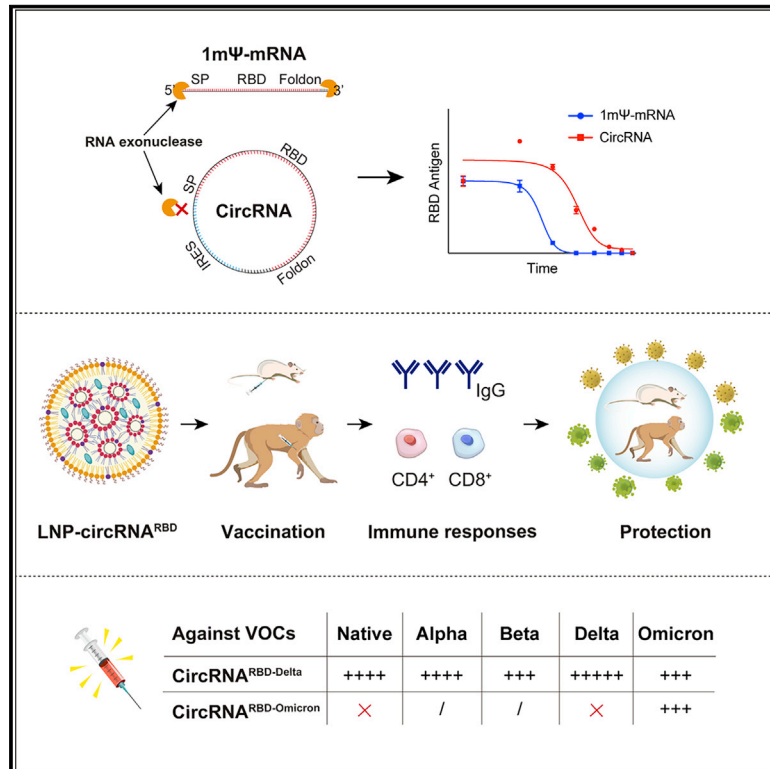 1mΨ-mRNA
5' SP RBD Foldon 3'
RNA exonuclease
CircRNA
SP
RBD
IRES
Foldon
RBD Antigen
1mΨ-mRNA
CircRNA
Time
IgG
CD4⁺ CD8⁺
LNP-circRNAᴿᴮᴰ Vaccination Immune responses Protection
Against VOCs Native Alpha Beta Delta Omicron
CircRNA^RBD-Delta ++++ ++++ +++ +++++ +++
CircRNA^RBD-Omicron × / / × +++